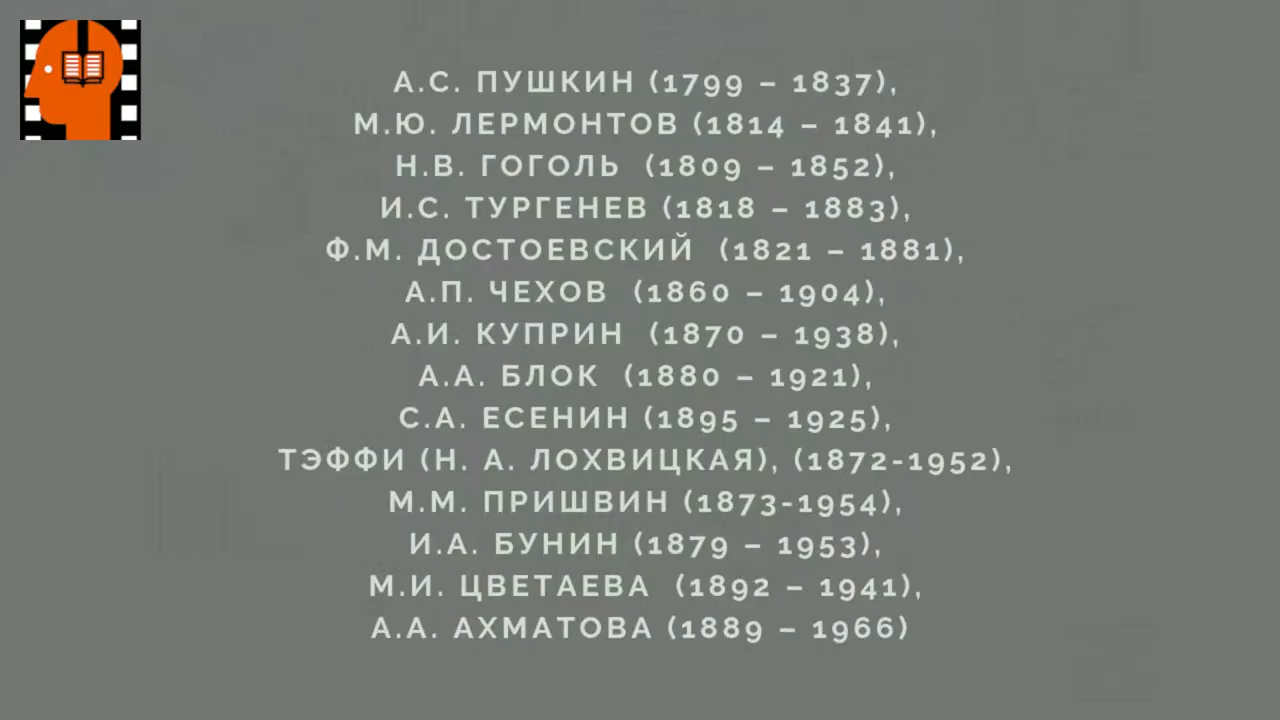 А.С. ПУШКИН (1799 – 1837),
М.Ю. ЛЕРМОНТОВ (1814 – 1841),
Н.В. ГОГОЛЬ (1809 – 1852),
И.С. ТУРГЕНЕВ (1818 – 1883),
Ф.М. ДОСТОЕВСКИЙ (1821 – 1881),
А.П. ЧЕХОВ (1860 – 1904),
А.И. КУПРИН (1870 – 1938),
А.А. БЛОК (1880 – 1921),
С.А. ЕСЕНИН (1895 – 1925),
ТЭФФИ (Н. А. ЛОХВИЦКАЯ), (1872-1952),
М.М. ПРИШВИН (1873-1954),
И.А. БУНИН (1879 – 1953),
М.И. ЦВЕТАЕВА (1892 – 1941),
А.А. АХМАТОВА (1889 – 1966)